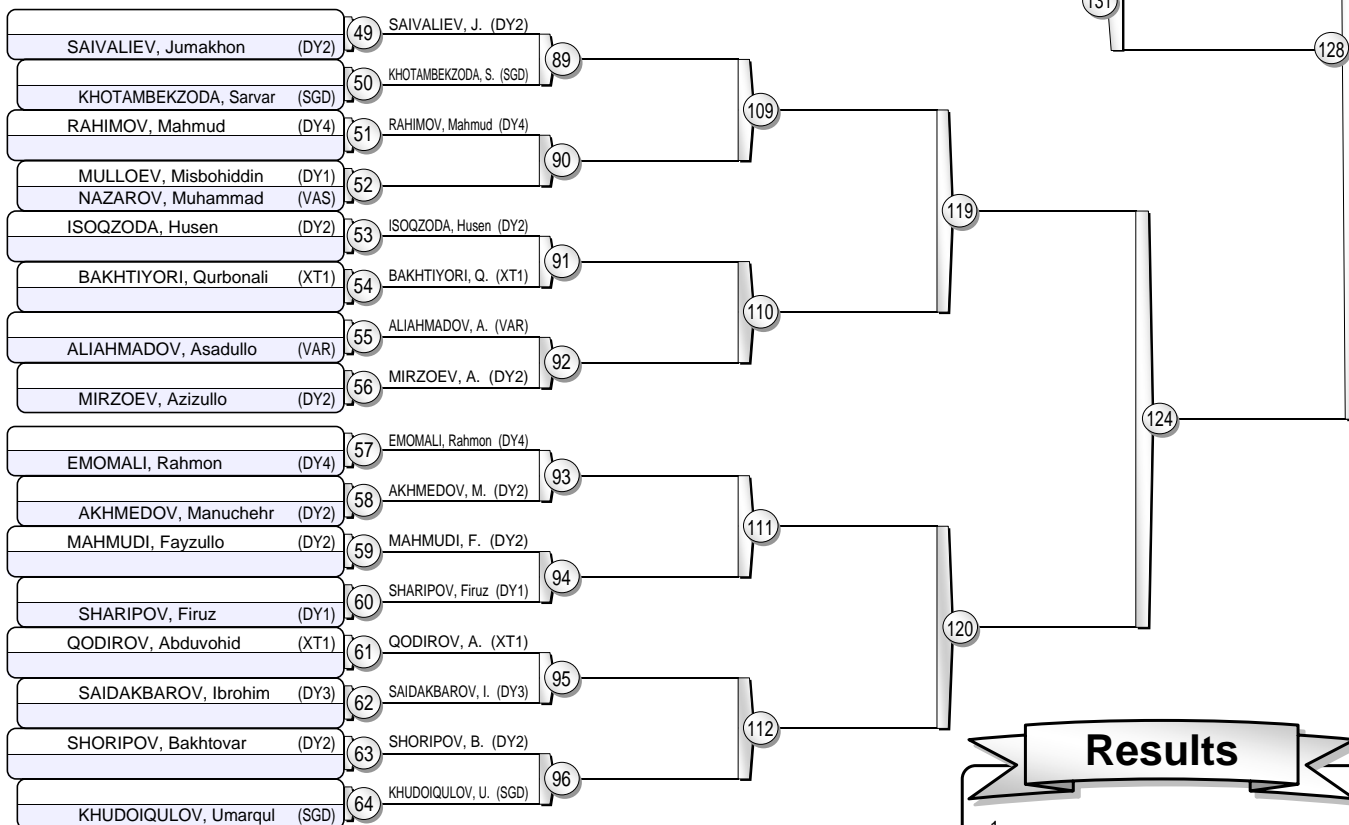 131
128
SAIVALIEV, Jumakhon (DY2)
49
SAIVALIEV, J. (DY2)
89
KHOTAMBEKZODA, Sarvar (SGD)
50
KHOTAMBEKZODA, S. (SGD)
109
RAHIMOV, Mahmud (DY4)
51
RAHIMOV, Mahmud (DY4)
90
MULLOEV, Misbohiddin (DY1)
NAZAROV, Muhammad (VAS)
52
119
ISOQZODA, Husen (DY2)
53
ISOQZODA, Husen (DY2)
91
BAKHTIYORI, Qurbonali (XT1)
54
BAKHTIYORI, Q. (XT1)
110
ALIAHMADOV, Asadullo (VAR)
55
ALIAHMADOV, A. (VAR)
92
MIRZOEV, Azizullo (DY2)
56
MIRZOEV, A. (DY2)
124
EMOMALI, Rahmon (DY4)
57
EMOMALI, Rahmon (DY4)
93
AKHMEDOV, Manuchehr (DY2)
58
AKHMEDOV, M. (DY2)
111
MAHMUDI, Fayzullo (DY2)
59
MAHMUDI, F. (DY2)
94
SHARIPOV, Firuz (DY1)
60
SHARIPOV, Firuz (DY1)
120
QODIROV, Abduvohid (XT1)
61
QODIROV, A. (XT1)
95
SAIDAKBAROV, Ibrohim (DY3)
62
SAIDAKBAROV, I. (DY3)
112
SHORIPOV, Bakhtovar (DY2)
63
SHORIPOV, B. (DY2)
96
KHUDOIQULOV, Umarqul (SGD)
64
KHUDOIQULOV, U. (SGD)
Results